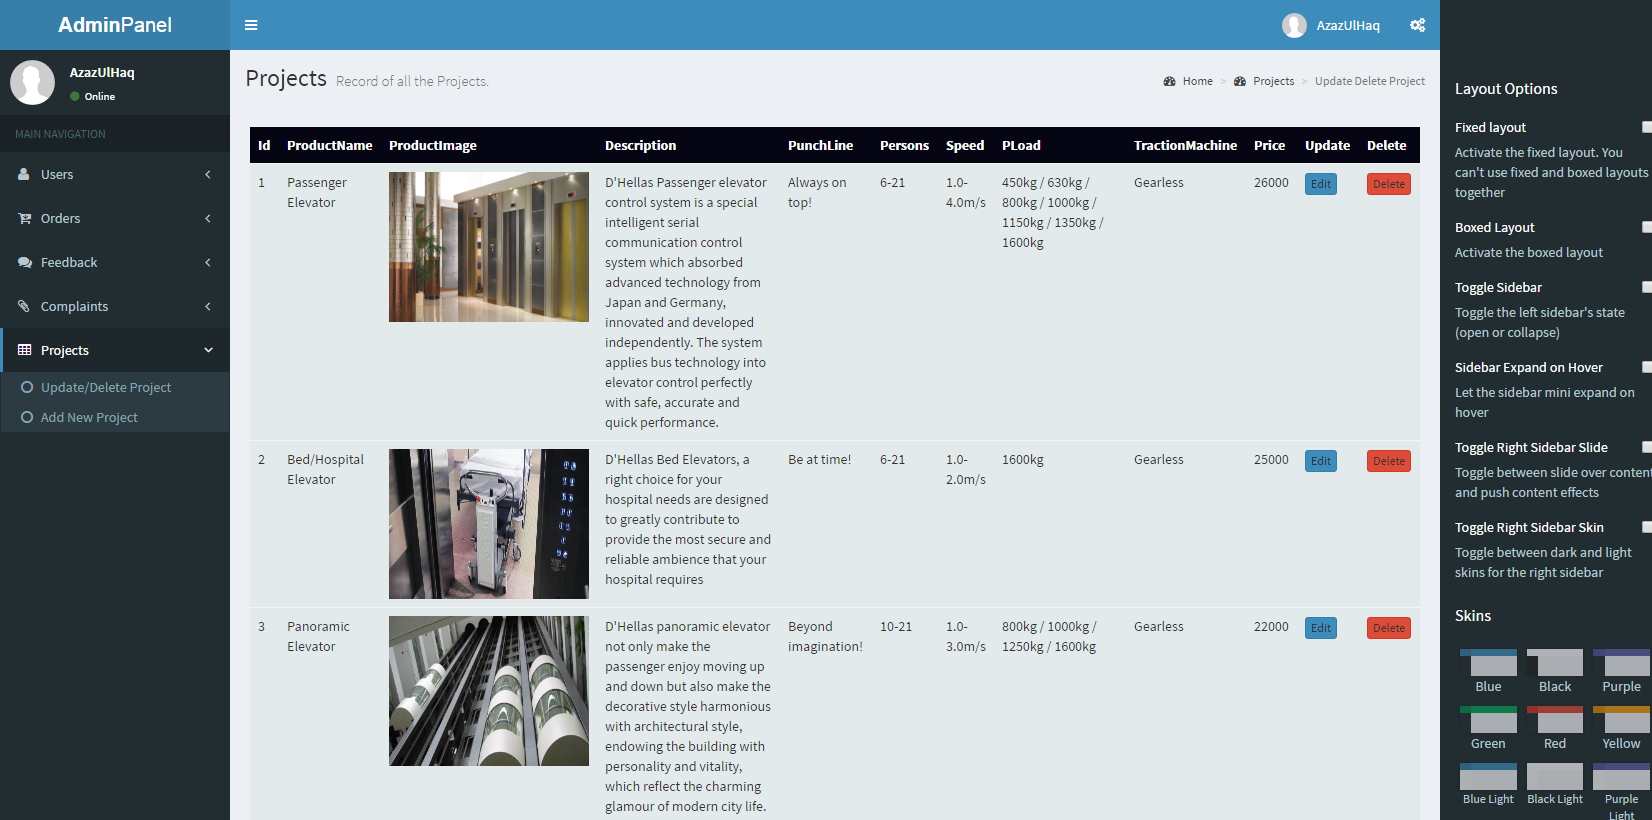 AdminPanel
AzazUlHaq
AzazUlHaq
Online
MAIN NAVIGATION
Users
Orders
Feedback
Complaints
Projects
Update/Delete Project
Add New Project
Projects Record of all the Projects.
Home > Projects > Update Delete Project
Id ProductName ProductImage Description PunchLine Persons Speed PLoad TractionMachine Price Update Delete
1
Passenger
Elevator
D'Hellas Passenger elevator
control system is a special
intelligent serial
communication control
system which absorbed
advanced technology from
Japan and Germany,
innovated and developed
independently. The system
applies bus technology into
elevator control perfectly
with safe, accurate and
quick performance.
Always on
top!
6-21
1.0-
4.0m/s
450kg / 630kg /
800kg / 1000kg /
1150kg / 1350kg /
1600kg
Gearless
26000
Edit
Delete
2
Bed/Hospital
Elevator
D'Hellas Bed Elevators, a
right choice for your
hospital needs are designed
to greatly contribute to
provide the most secure and
reliable ambience that your
hospital requires
Be at time!
6-21
1.0-
2.0m/s
1600kg
Gearless
25000
Edit
Delete
3
Panoramic
Elevator
D'Hellas panoramic elevator
not only make the
passenger enjoy moving up
and down but also make the
decorative style harmonious
with architectural style,
endowing the building with
personality and vitality,
which reflect the charming
glamour of modern city life.
Beyond
imagination!
10-21
1.0-
3.0m/s
800kg / 1000kg /
1250kg / 1600kg
Gearless
22000
Edit
Delete
Layout Options
Fixed layout
Activate the fixed layout. You
can't use fixed and boxed layouts
together
Boxed Layout
Activate the boxed layout
Toggle Sidebar
Toggle the left sidebar's state
(open or collapse)
Sidebar Expand on Hover
Let the sidebar mini expand on
hover
Toggle Right Sidebar Slide
Toggle between slide over content
and push content effects
Toggle Right Sidebar Skin
Toggle between dark and light
skins for the right sidebar
Skins
Blue Black Purple
Green Red Yellow
Blue Light Black Light Purple
Light